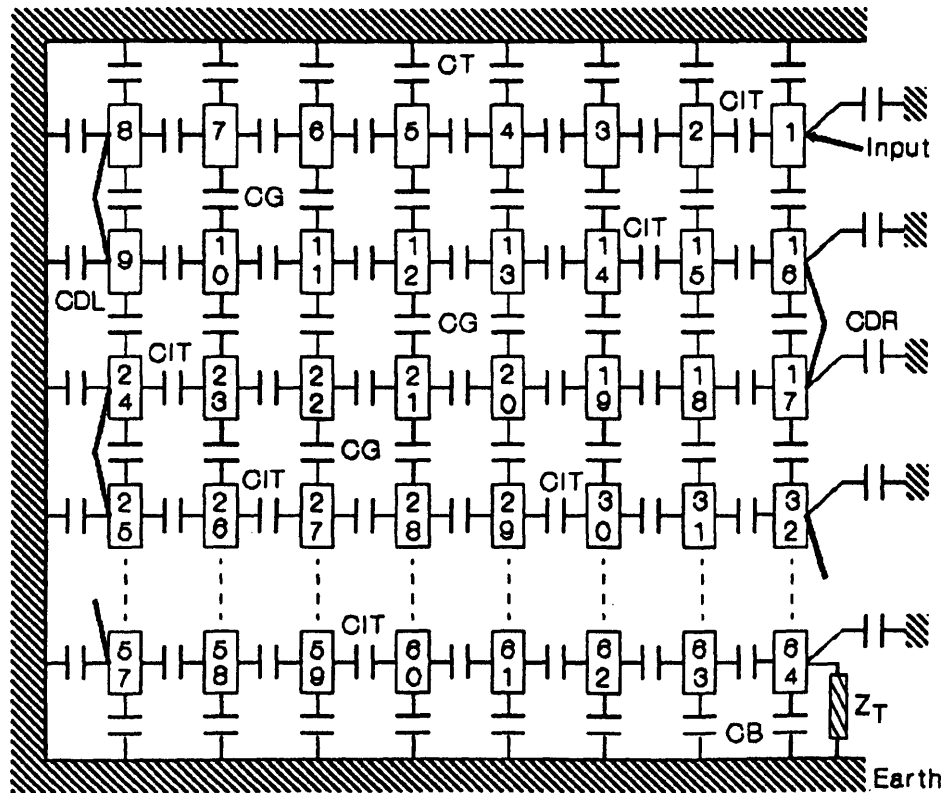 CT
CIT
8 7 6 5 4 3 2 1
Input
CG
CIT
9 10 11 12 13 14 15 16
CDL
CG
CDR
CIT
24 23 22 21 20 19 18 17
CG
CIT
CIT
25 26 27 28 29 30 31 32
CIT
57 58 59 60 61 62 63 64
ZT
CB
Earth